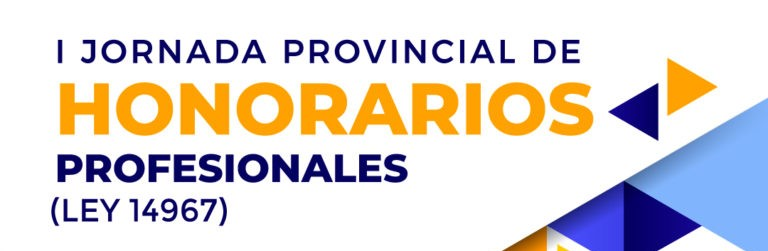 I JORNADA PROVINCIAL DE
HONORARIOS
PROFESIONALES
(LEY 14967)